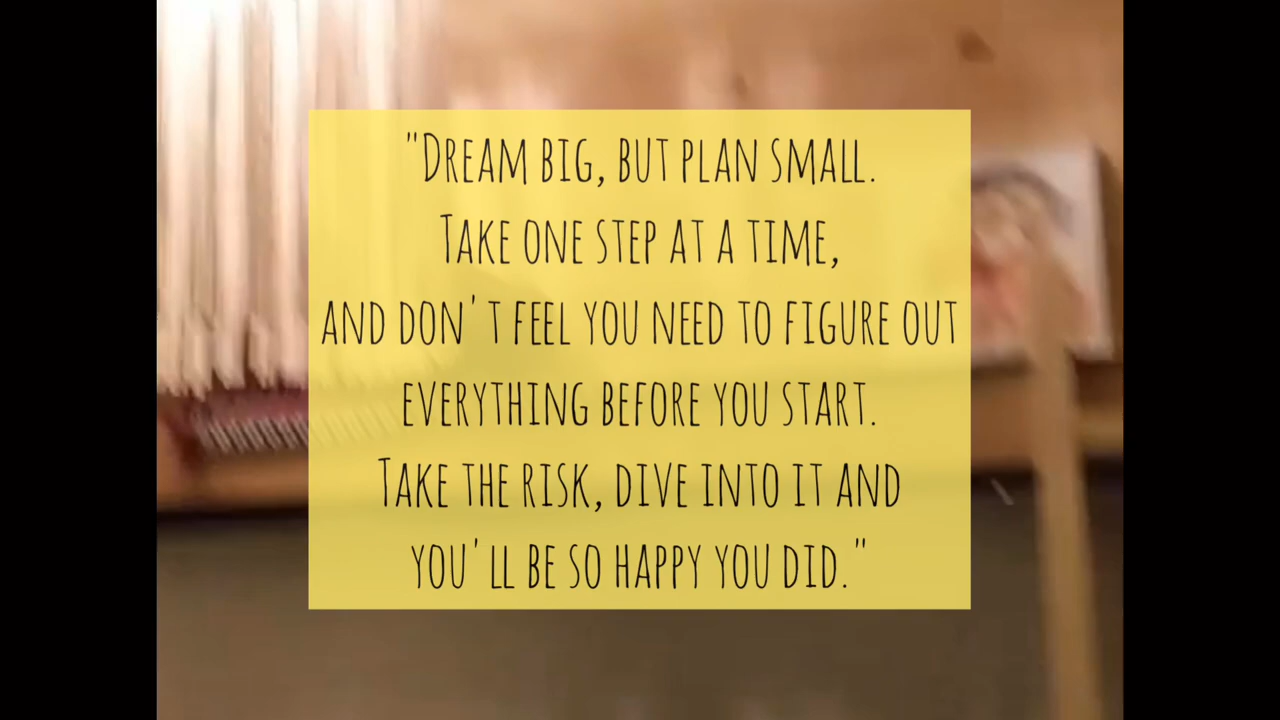 "Dream big, but plan small.
Take one step at a time,
and don't feel you need to figure out
everything before you start.
Take the risk, dive into it and
you'll be so happy you did."